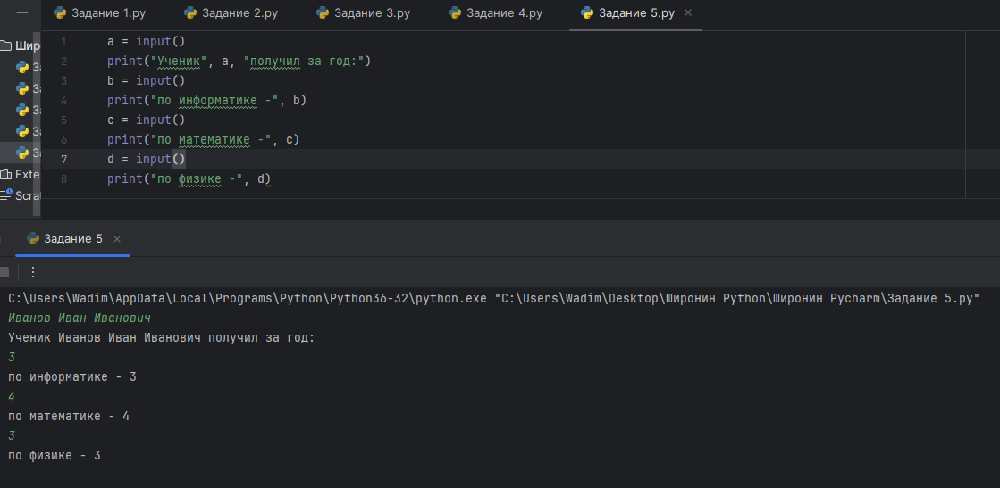 Задание 1.py Задание 2.py Задание 3.py Задание 4.py Задание 5.py
Шир
1 a = input()
2 print("Ученик", a, "получил за год:")
3 b = input()
4 print("по информатике -", b)
5 c = input()
6 print("по математике -", c)
7 d = input()
8 print("по физике -", d)
За
За
За
За
За
Exte
Scrat
Задание 5
C:\Users\Wadim\AppData\Local\Programs\Python\Python36-32\python.exe "C:\Users\Wadim\Desktop\Широнин Python\Широнин Pycharm\Задание 5.py"
Иванов Иван Иванович
Ученик Иванов Иван Иванович получил за год:
3
по информатике - 3
4
по математике - 4
3
по физике - 3